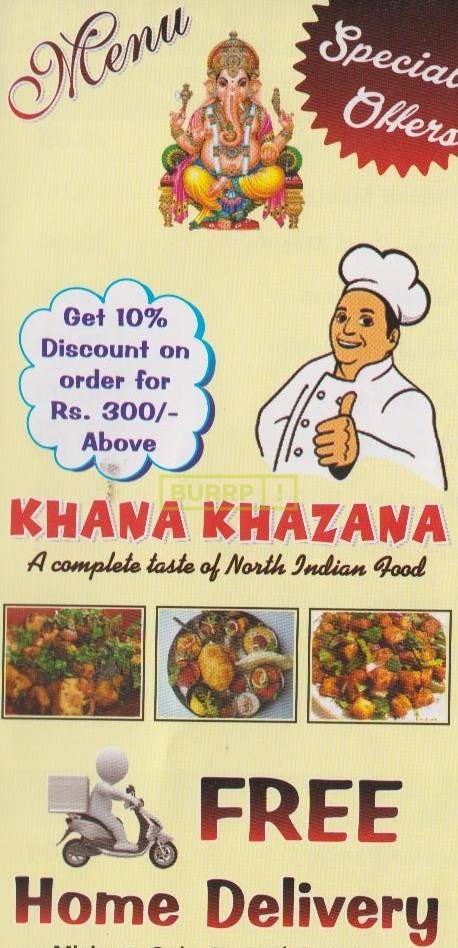 Menu
Special
Offers
Get 10%
Discount on
order for
Rs. 300/-
Above
BURRP !
KHANA KHAZANA
A complete taste of North Indian Food
FREE
Home Delivery